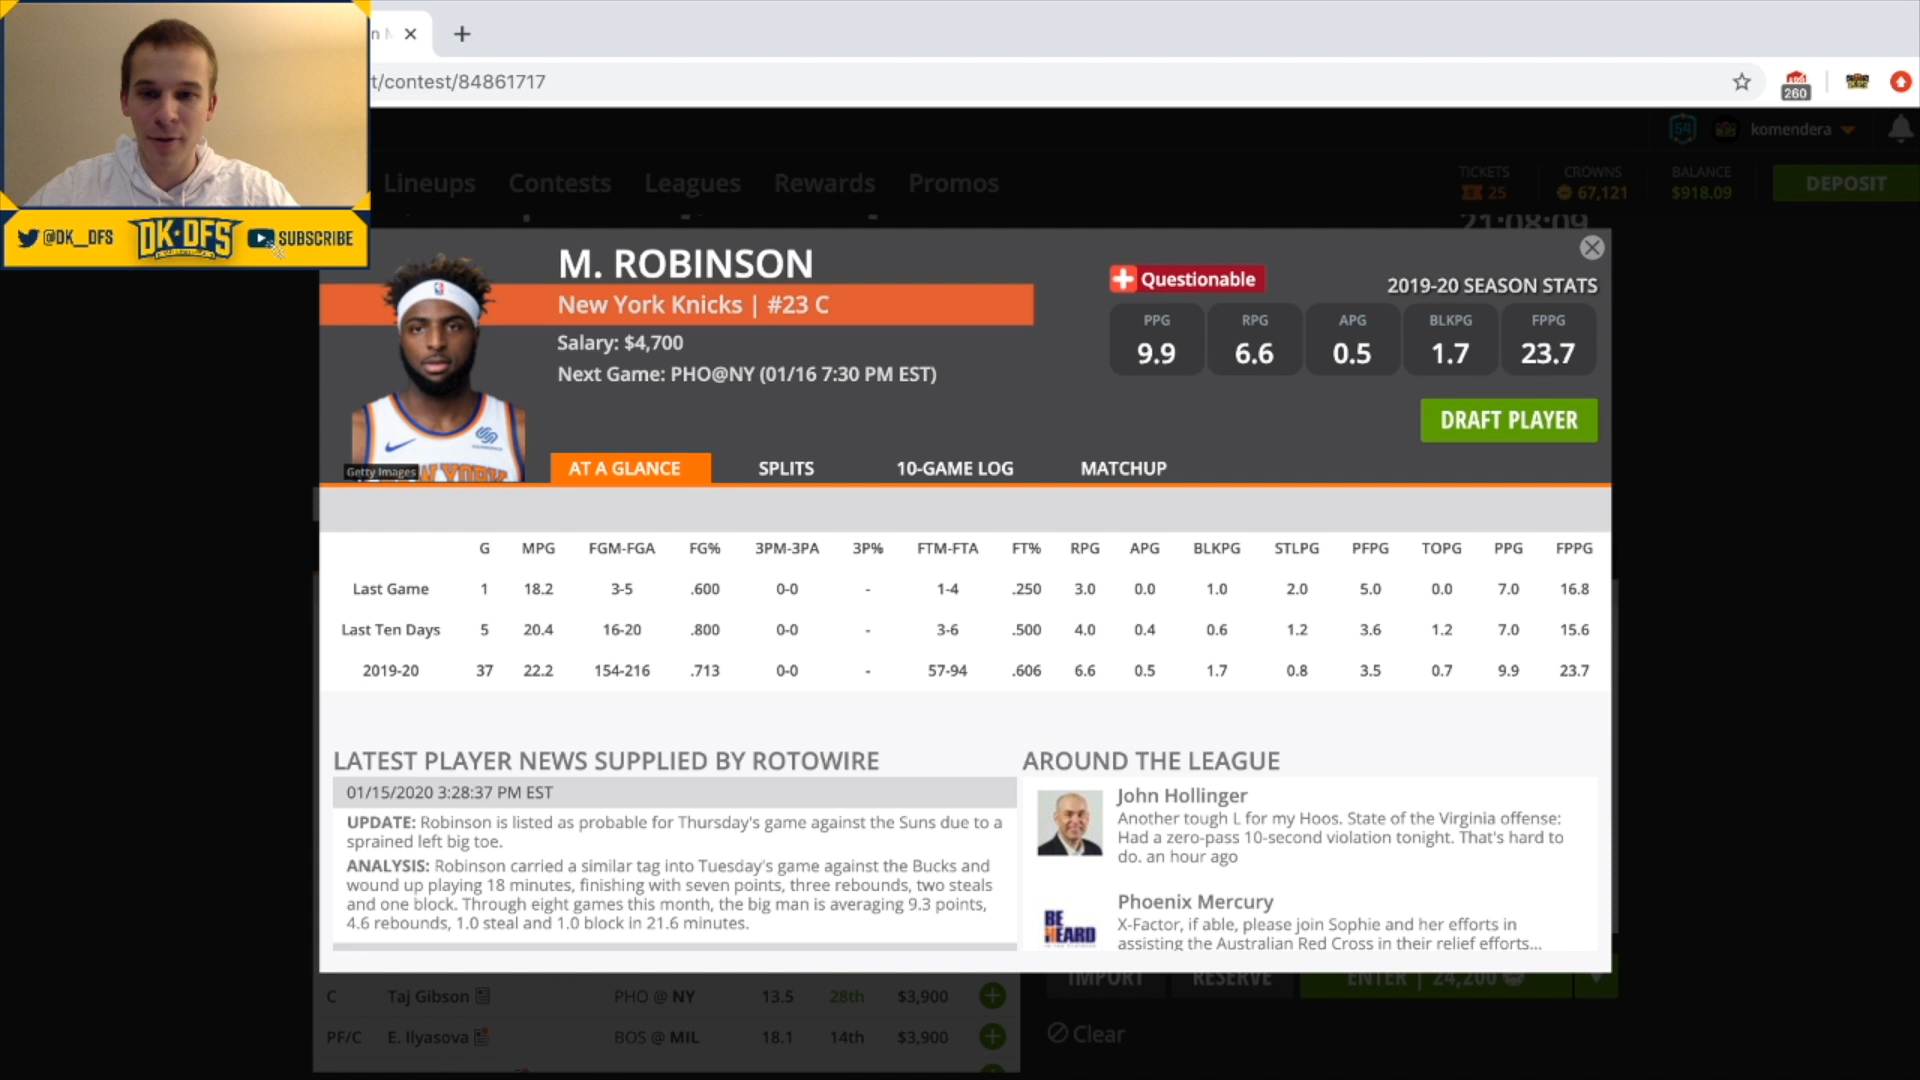 t/contest/84861717
260
54
komendera
Lineups
Contests
Leagues
Rewards
Promos
TICKETS
25
CROWNS
67,121
BALANCE
$918.09
DEPOSIT
@DK__DFS
DK DFS
SUBSCRIBE
21:08:09
M. ROBINSON
New York Knicks | #23 C
Salary: $4,700
Next Game: PHO@NY (01/16 7:30 PM EST)
Questionable
2019-20 SEASON STATS
PPG RPG APG BLKPG FPPG
9.9 6.6 0.5 1.7 23.7
DRAFT PLAYER
Getty Images
NEW YORK
AT A GLANCE
SPLITS
10-GAME LOG
MATCHUP
G MPG FGM-FGA FG% 3PM-3PA 3P% FTM-FTA FT% RPG APG BLKPG STLPG PFPG TOPG PPG FPPG
Last Game 1 18.2 3-5 .600 0-0 - 1-4 .250 3.0 0.0 1.0 2.0 5.0 0.0 7.0 16.8
Last Ten Days 5 20.4 16-20 .800 0-0 - 3-6 .500 4.0 0.4 0.6 1.2 3.6 1.2 7.0 15.6
2019-20 37 22.2 154-216 .713 0-0 - 57-94 .606 6.6 0.5 1.7 0.8 3.5 0.7 9.9 23.7
LATEST PLAYER NEWS SUPPLIED BY ROTOWIRE
01/15/2020 3:28:37 PM EST
UPDATE: Robinson is listed as probable for Thursday's game against the Suns due to a
sprained left big toe.
ANALYSIS: Robinson carried a similar tag into Tuesday's game against the Bucks and
wound up playing 18 minutes, finishing with seven points, three rebounds, two steals
and one block. Through eight games this month, the big man is averaging 9.3 points,
4.6 rebounds, 1.0 steal and 1.0 block in 21.6 minutes.
AROUND THE LEAGUE
John Hollinger
Another tough L for my Hoos. State of the Virginia offense:
Had a zero-pass 10-second violation tonight. That's hard to
do. an hour ago
BE
HEARD
Phoenix Mercury
X-Factor, if able, please join Sophie and her efforts in
assisting the Australian Red Cross in their relief efforts...
C Taj Gibson PHO @ NY 13.5 28th $3,900
PF/C E. Ilyasova BOS @ MIL 18.1 14th $3,900
IMPORT
RESERVE
ENTER | 24,200
Clear